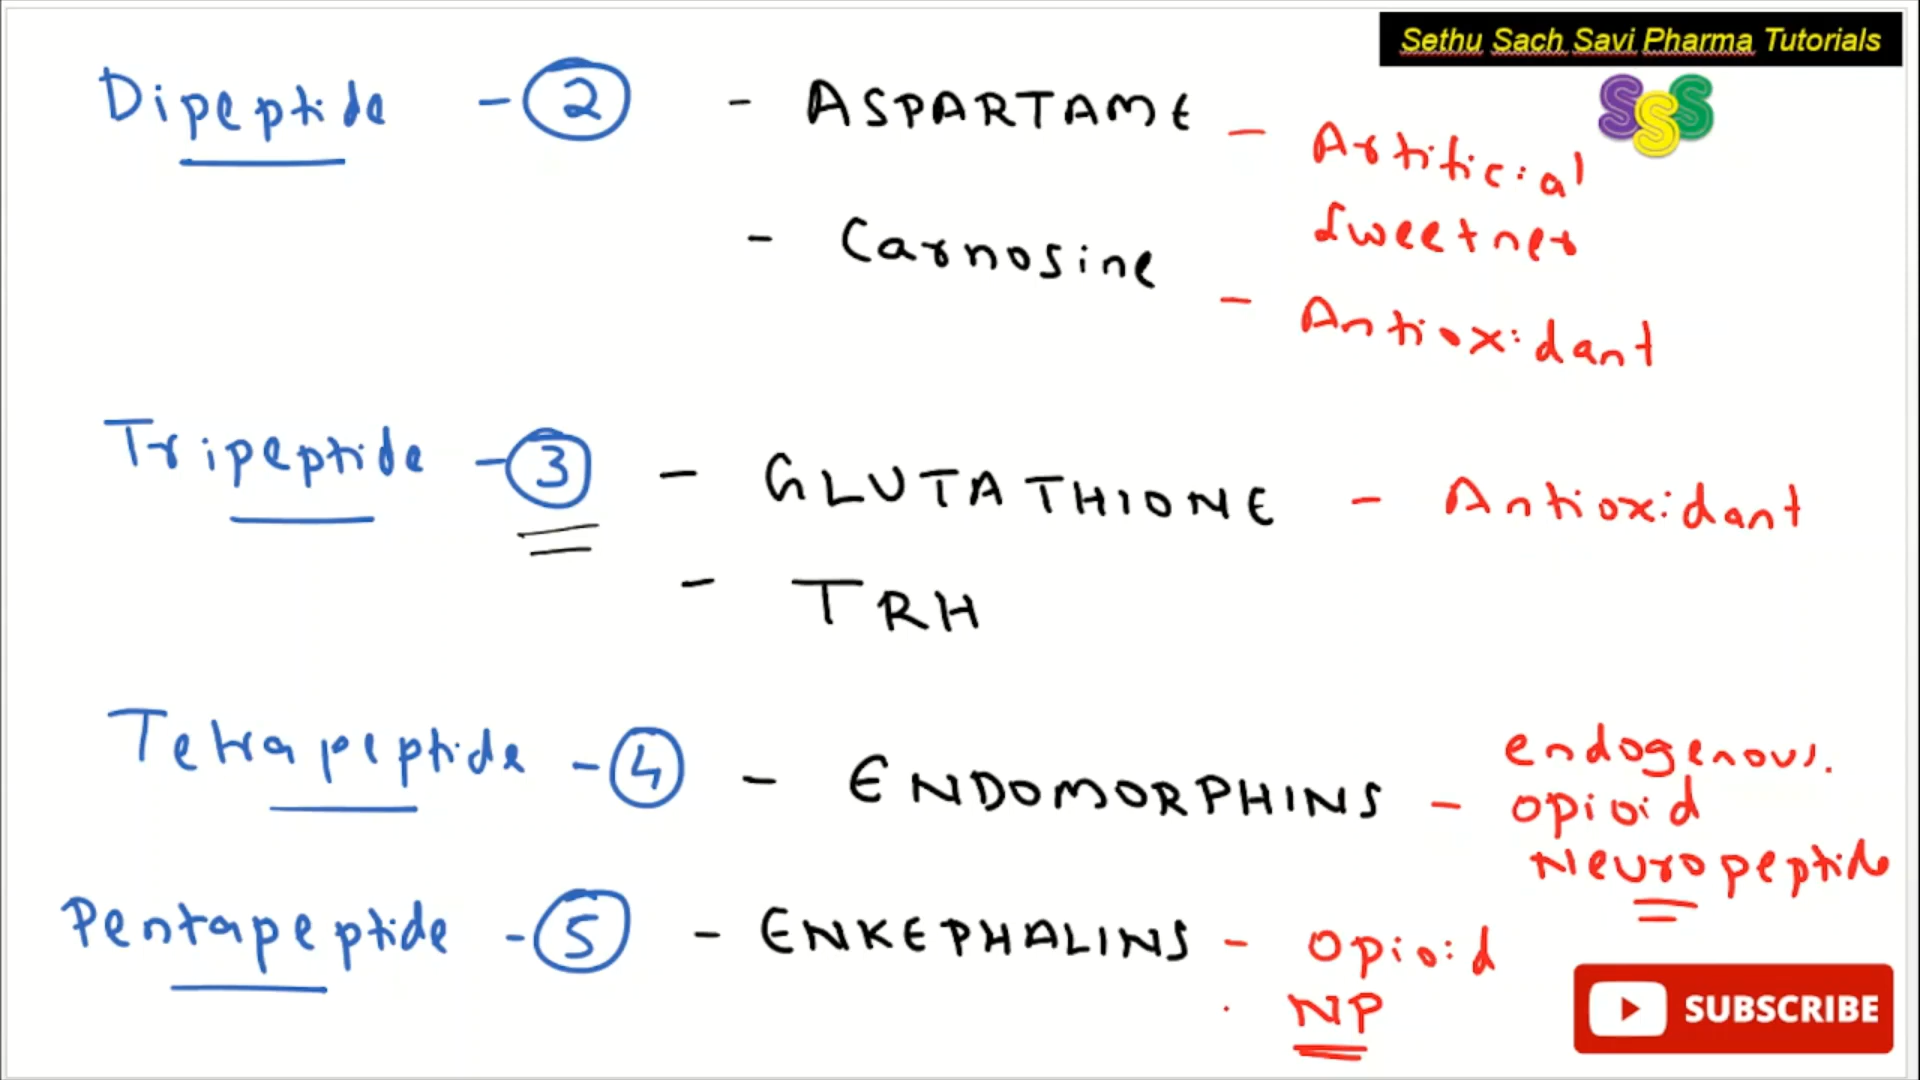 Sethu Sach Savi Pharma Tutorials
SSS
Dipeptide - 2 - ASPARTAME - Artificial
Sweetner
- Carnosine - Antioxidant
Tripeptide - 3 - GLUTATHIONE - Antioxidant
- TRH
Tetrapeptide - 4 - ENDOMORPHINS - endogenous
opioid
Neuropeptide
Pentapeptide - 5 - ENKEPHALINS - opioid
NP
SUBSCRIBE